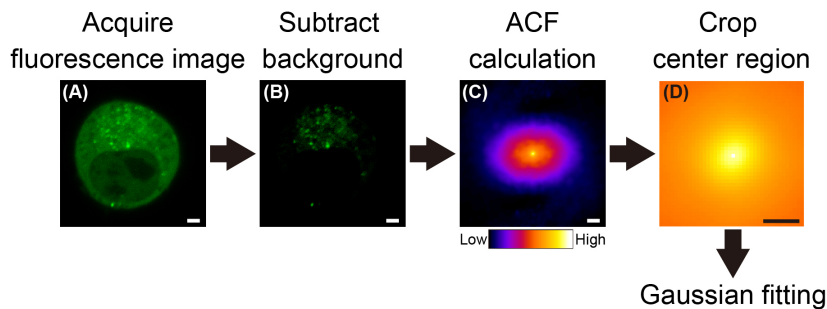 Acquire
fluorescence image
Subtract
background
ACF
calculation
Crop
center region
(A)
(B)
(C)
(D)
Low
High
Gaussian fitting